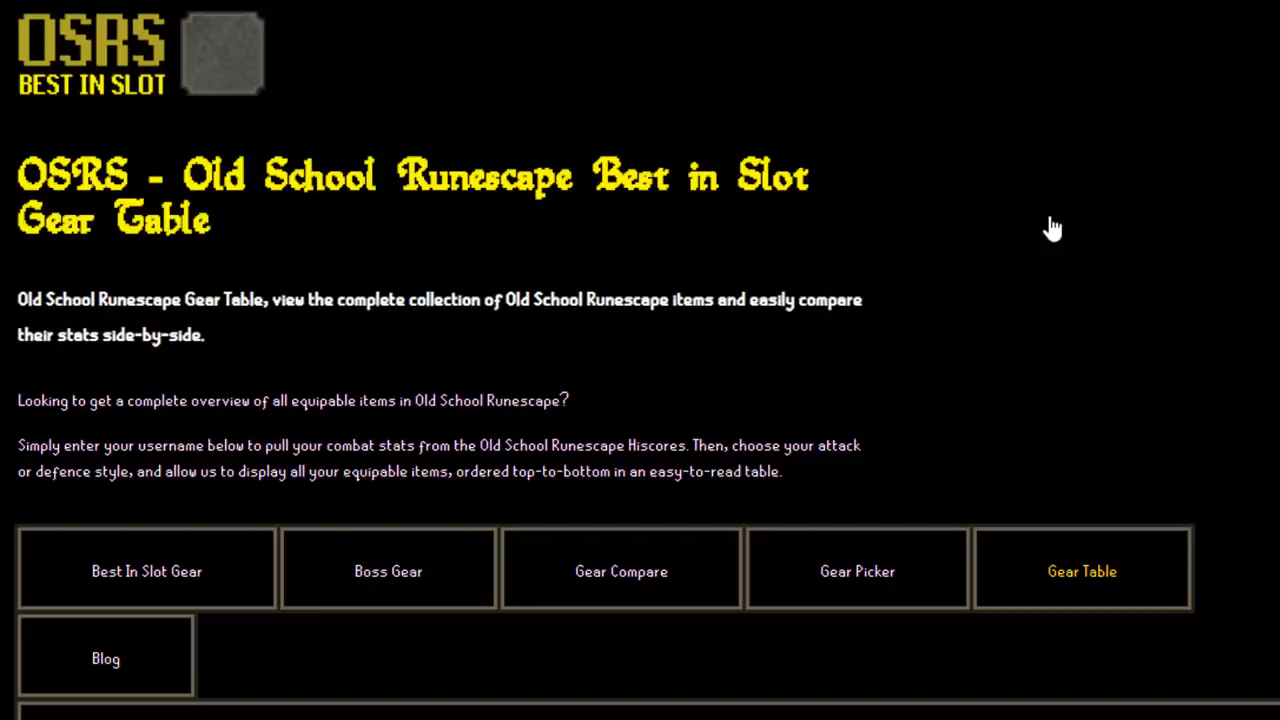 OSRS
BEST IN SLOT
OSRS - Old School Runescape Best in Slot
Gear Table
Old School Runescape Gear Table, view the complete collection of Old School Runescape items and easily compare
their stats side-by-side.
Looking to get a complete overview of all equipable items in Old School Runescape?
Simply enter your username below to pull your combat stats from the Old School Runescape Hiscores. Then, choose your attack
or defence style, and allow us to display all your equipable items, ordered top-to-bottom in an easy-to-read table.
Best In Slot Gear
Boss Gear
Gear Compare
Gear Picker
Gear Table
Blog